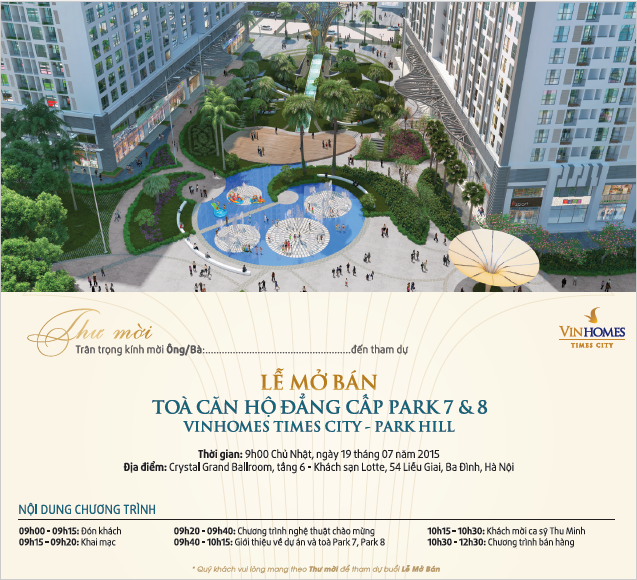 Thư mời
Trân trọng kính mời Ông/Bà:................................................đến tham dự
VINHOMES
TIMES CITY
LỄ MỞ BÁN
TOÀ CĂN HỘ ĐẲNG CẤP PARK 7 & 8
VINHOMES TIMES CITY - PARK HILL
Thời gian: 9h00 Chủ Nhật, ngày 19 tháng 07 năm 2015
Địa điểm: Crystal Grand Ballroom, tầng 6 - Khách sạn Lotte, 54 Liễu Giai, Ba Đình, Hà Nội
NỘI DUNG CHƯƠNG TRÌNH
09h00 - 09h15: Đón khách
09h15 - 09h20: Khai mạc
09h20 - 09h40: Chương trình nghệ thuật chào mừng
09h40 - 10h15: Giới thiệu về dự án và toà Park 7, Park 8
10h15 - 10h30: Khách mời ca sỹ Thu Minh
10h30 - 12h30: Chương trình bán hàng
* Quý khách vui lòng mang theo Thư mời để tham dự buổi Lễ Mở Bán